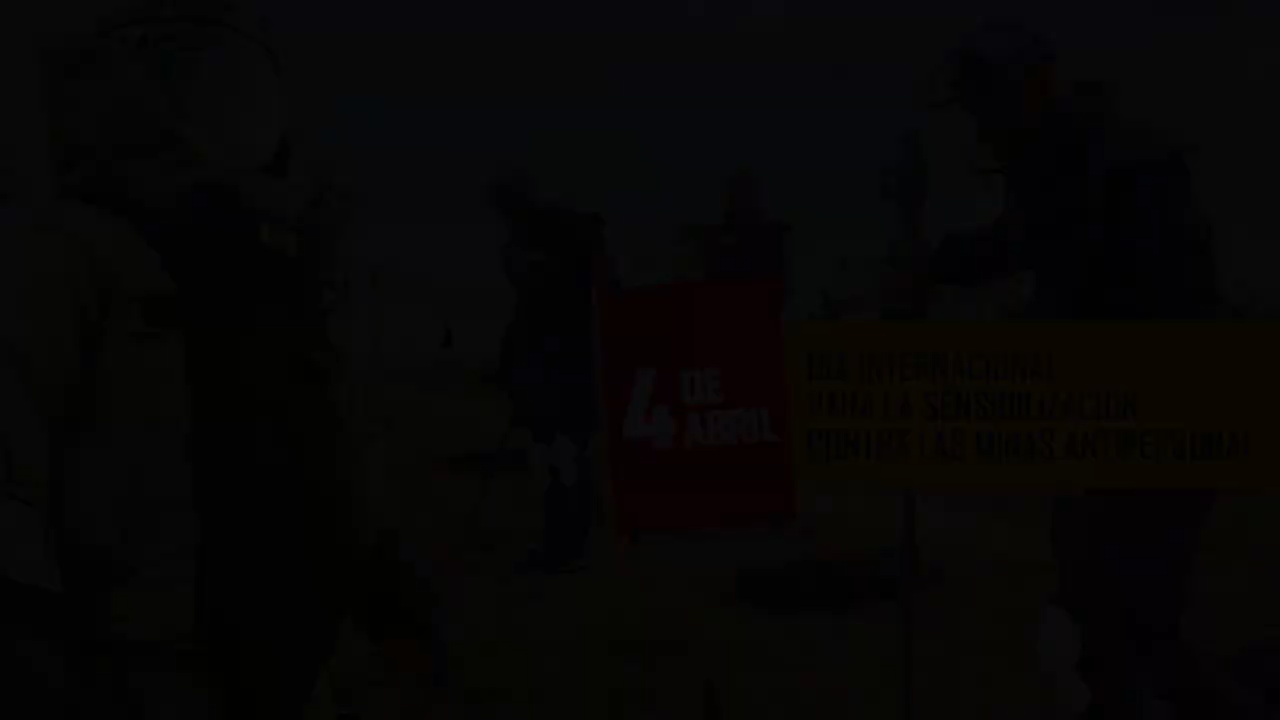 4 DE
ABRIL
DÍA INTERNACIONAL
PARA LA SENSIBILIZACIÓN
CONTRA LAS MINAS ANTIPERSONAL